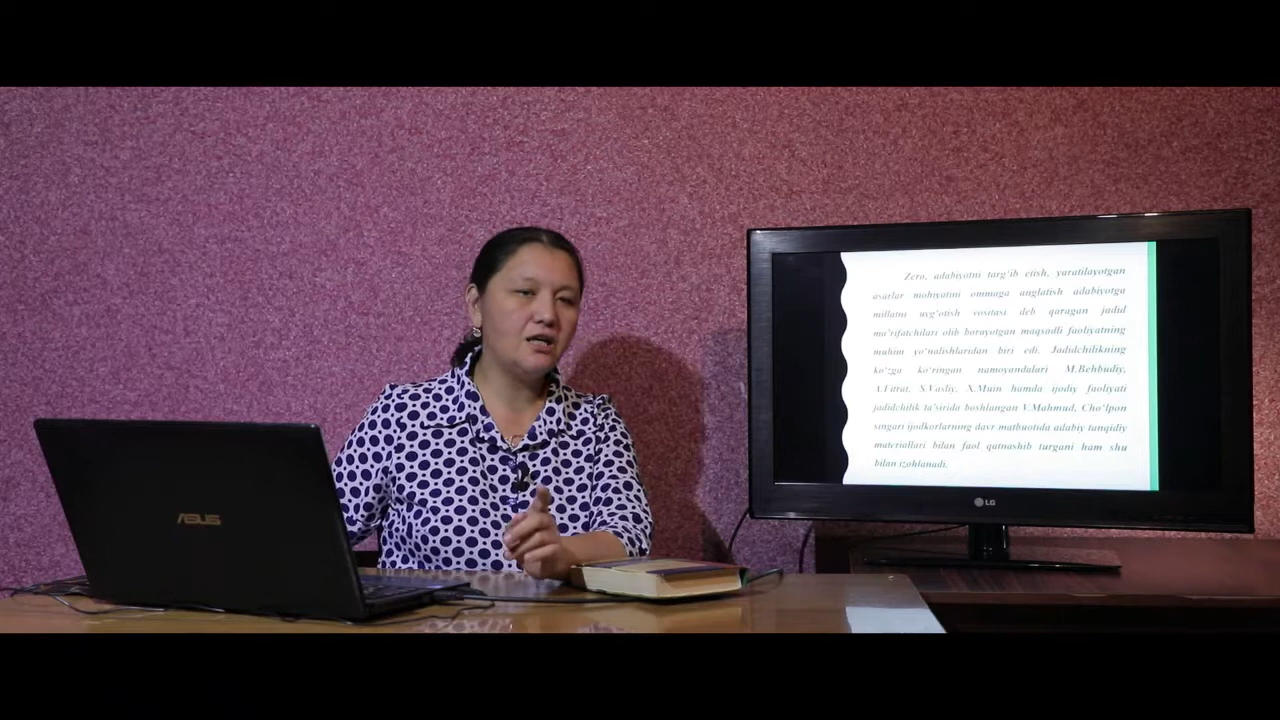 Zero, adabiyotni targ‘ib etish, yaratilayotgan
asarlar mohiyatini ommaga anglatish adabiyotga
millatni uyg‘otish vositasi deb qaragan jadid
ma’rifatchilari olib borayotgan maqsadli faoliyatning
muhim yo‘nalishlaridan biri edi. Jadidchilikning
ko‘zga ko‘ringan namoyandalari M.Behbudiy,
A.Fitrat, S.Vasliy, X.Muin hamda ijodiy faoliyati
jadidchilik ta’sirida boshlangan V.Mahmud, Cho‘lpon
singari ijodkorlarning davr matbuotida adabiy tanqidiy
materiallari bilan faol qatnashib turgani ham shu
bilan izohlanadi.
LG
ASUS